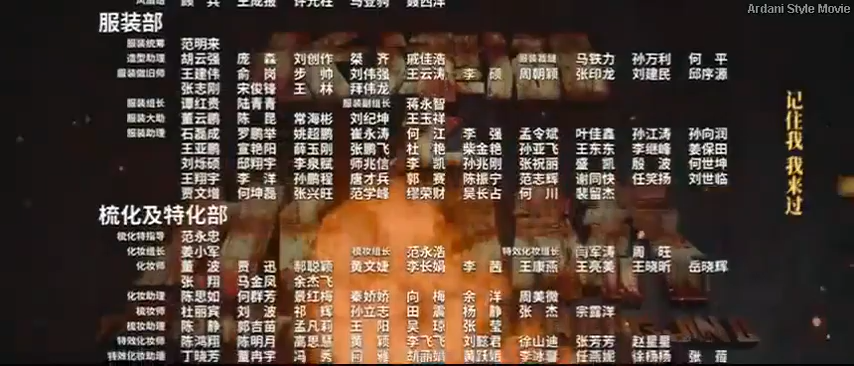 Ardani Style Movie
服装部
服装统筹 范明来
造型助理 胡云强 庞森 刘创作 桀齐 戚佳浩 马铁力 孙万利 何平
服装做旧师 王建伟 俞岗 步帅 刘伟强 王云涛 李硕 周朝颖 张印龙 刘建民 邱序源
张志刚 宋俊锋 王林 拜伟龙
服装组长 谭红贵 陆青青 服装副组长 蒋永智
服装大助 董云鹏 陈昆 常海彬 刘纪坤 王玉祥
服装助理 石磊成 罗鹏举 姚超鹏 崔永涛 何江 李强 孟令斌 叶佳鑫 孙江涛 孙向润
王亚鹏 宣艳阳 薛玉刚 张鹏飞 杜艳 柴金艳 孙亚飞 王东东 李继峰 姜保田
刘烁硕 邱翔宇 李泉赋 师兆信 李凯 孙兆刚 张祝丽 盛凯 殷波 何世坤
王翔宇 李洋 孙鹏程 唐才兵 郭赛 陈振宁 范志辉 谢同快 任笑扬 刘世临
贾文增 何坤磊 张兴旺 范学峰 缪荣财 吴长占 何川 裴留杰
梳化及特化部
梳化特指导 范永忠
化妆组长 姜小军 梳妆组长 范永浩 特效化妆组长 闫军涛 周旺
化妆师 董波 贾迅 郝聪颖 黄文婕 李长娟 李茜 王康燕 王亮美 王晓昕 岳晓辉
张翔 马金凤 余杰飞
化妆助理 陈思如 何群芳 景红梅 秦娇娇 向梅 余洋 周美微
梳妆师 杜丽宾 刘波 祁辉 孙立志 田震 杨静 张杰 宗露洋
梳妆助理 陈静 郭吉苗 孟凡莉 王阳 吴琼 张莹
特效化妆师 陈鸿翔 陈明月 高思慧 黄颖 李飞飞 刘懿君 徐山迪 张芳芳 赵星星
特效化妆助理 丁晓芳 董冉宇 冯秀 胡丽娟 黄跃姬 李冰馨 任燕妮 徐杨杨 张蓓
记住我 我来过